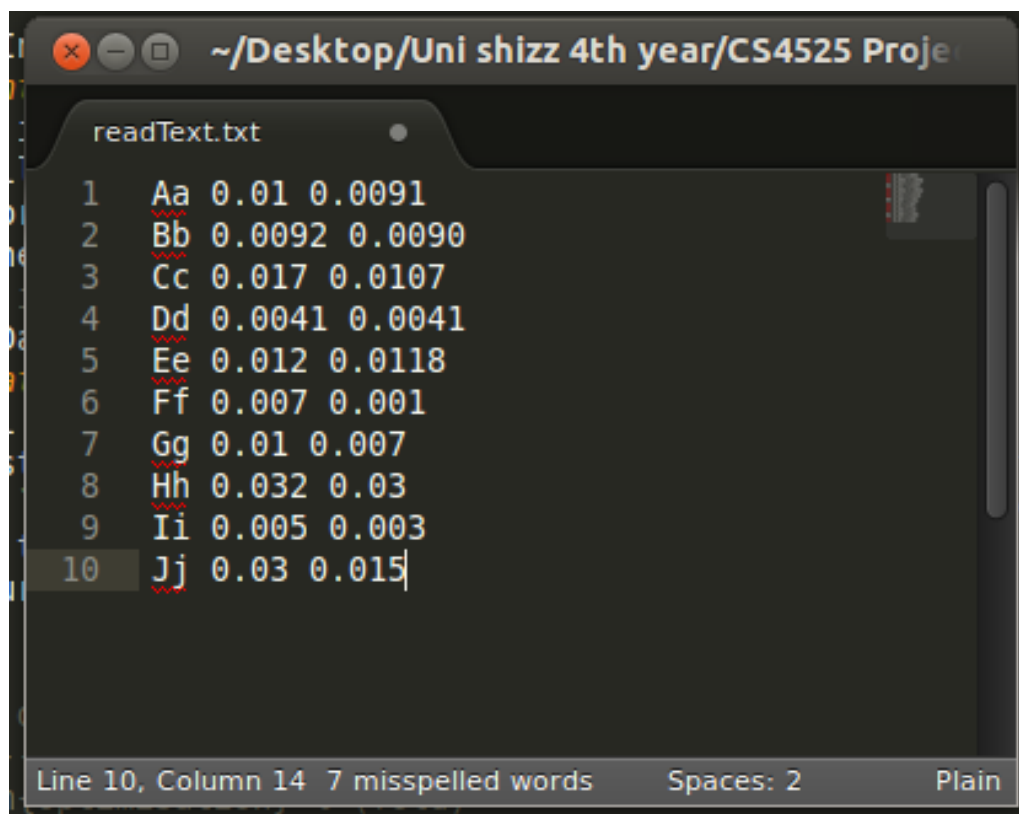 ~/Desktop/Uni shizz 4th year/CS4525 Proje
readText.txt
1 Aa 0.01 0.0091
2 Bb 0.0092 0.0090
3 Cc 0.017 0.0107
4 Dd 0.0041 0.0041
5 Ee 0.012 0.0118
6 Ff 0.007 0.001
7 Gg 0.01 0.007
8 Hh 0.032 0.03
9 Ii 0.005 0.003
10 Jj 0.03 0.015
Line 10, Column 14 7 misspelled words Spaces: 2 Plain